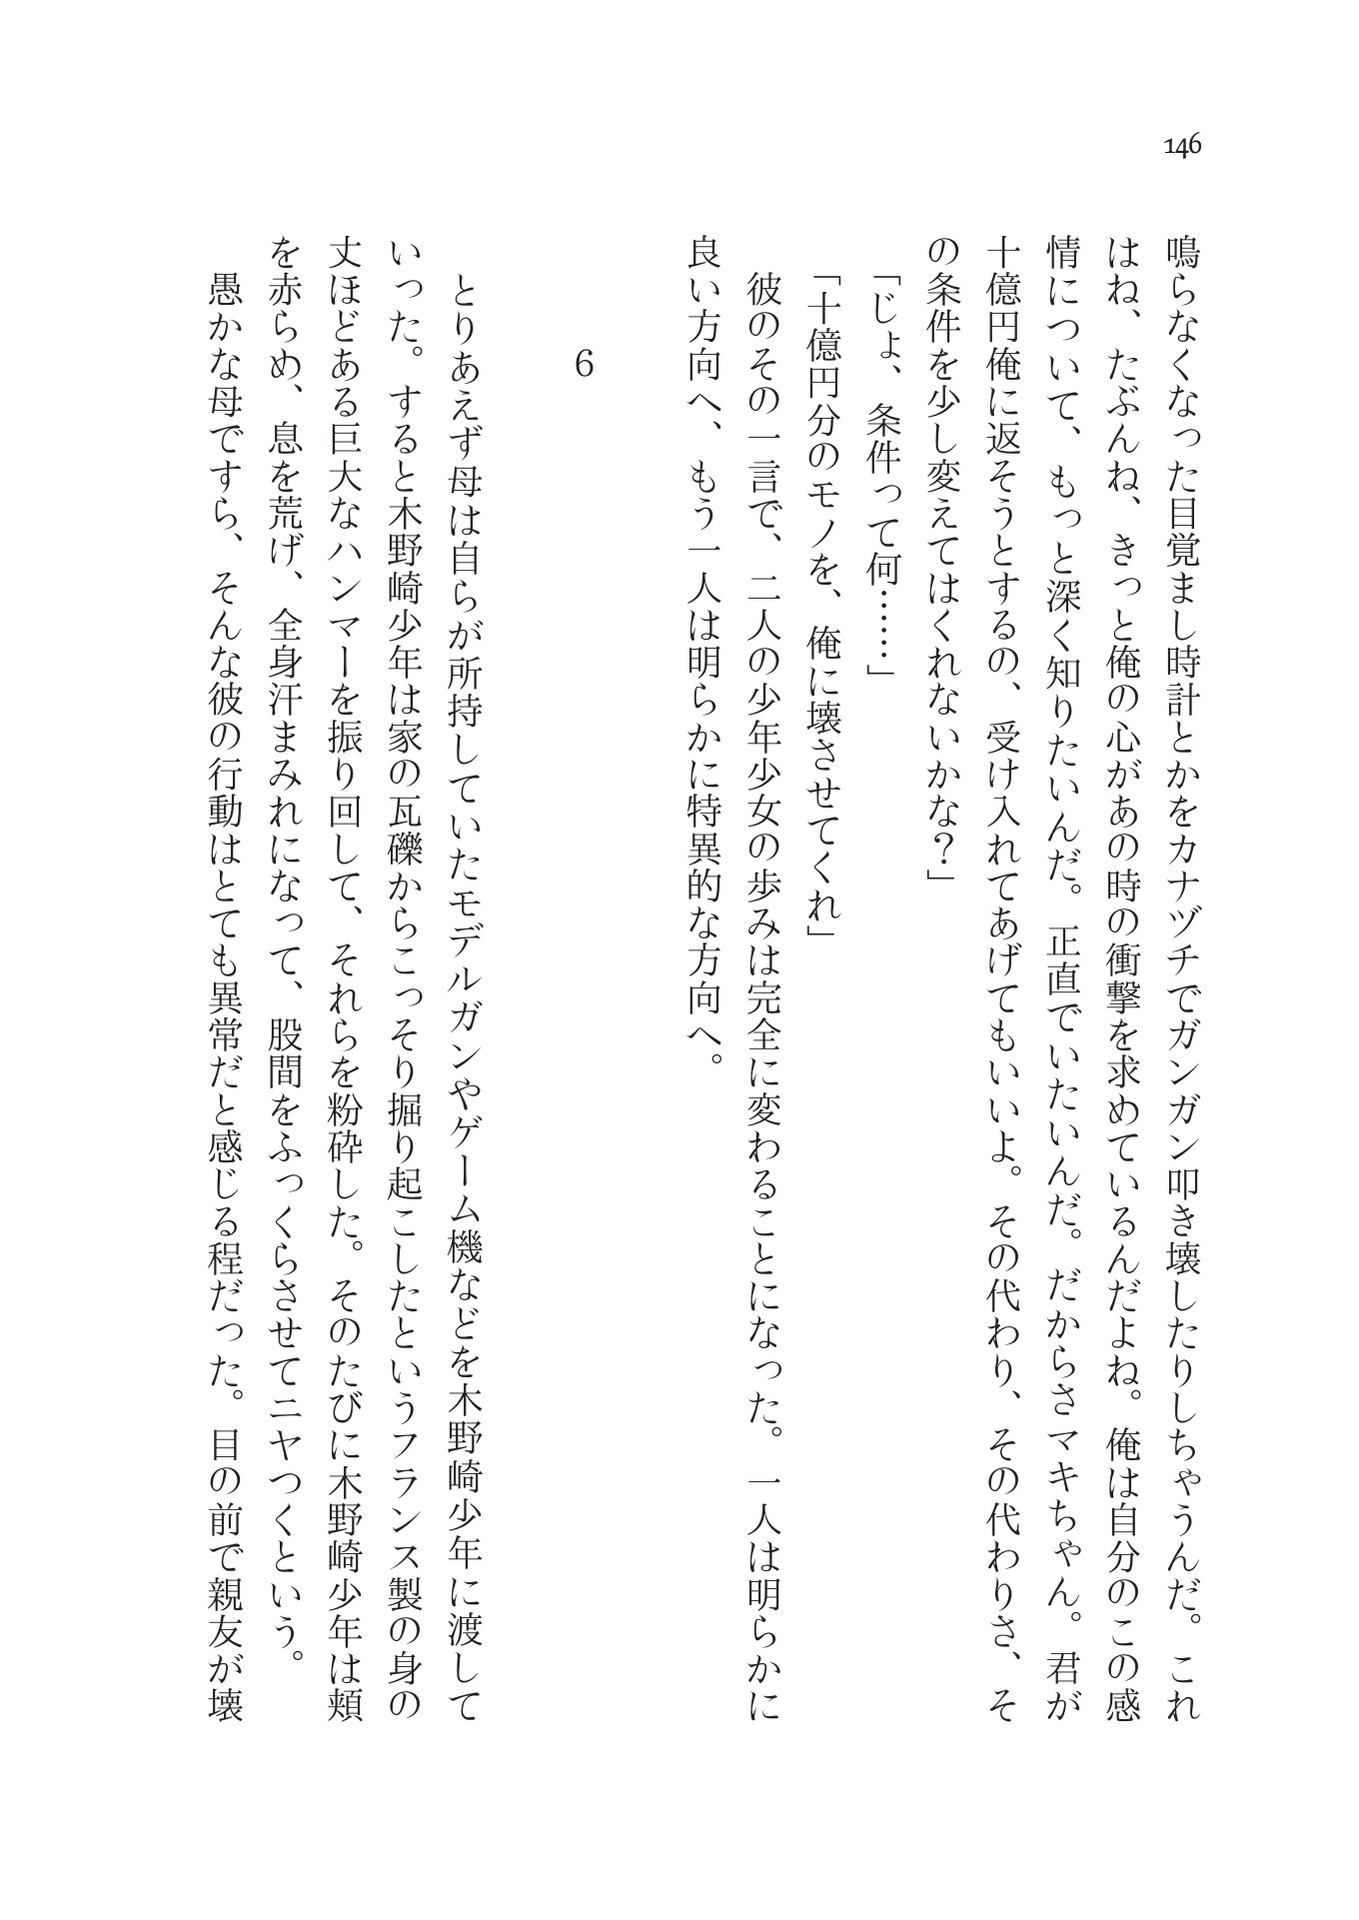 146
鳴らなくなった目覚まし時計とかをカナヅチでガンガン叩き壊したりしちゃうんだ。これ
はね、たぶんね、きっと俺の心があの時の衝撃を求めているんだよね。俺は自分のこの感
情について、もっと深く知りたいんだ。正直でいたいんだ。だからさマキちゃん。君が
十億円俺に返そうとするの、受け入れてあげてもいいよ。その代わり、その代わりさ、そ
の条件を少し変えてはくれないかな？」
「じょ、条件って何……」
「十億円分のモノを、俺に壊させてくれ」
彼のその一言で、二人の少年少女の歩みは完全に変わることになった。一人は明らかに
良い方向へ、もう一人は明らかに特異的な方向へ。
6
とりあえず母は自らが所持していたモデルガンやゲーム機などを木野崎少年に渡して
いった。すると木野崎少年は家の瓦礫からこっそり掘り起こしたというフランス製の身の
丈ほどある巨大なハンマーを振り回して、それらを粉砕した。そのたびに木野崎少年は頬
を赤らめ、息を荒げ、全身汗まみれになって、股間をふっくらさせてニヤつくという。
愚かな母ですら、そんな彼の行動はとても異常だと感じる程だった。目の前で親友が壊